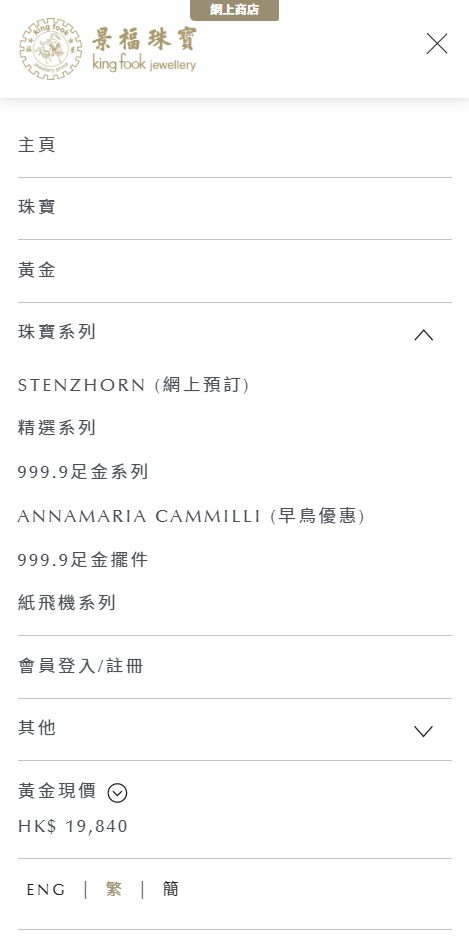 網上商店
king fook
jewellery group
景福珠寶
king fook jewellery
主頁
珠寶
黃金
珠寶系列
STENZHORN (網上預訂)
精選系列
999.9足金系列
ANNAMARIA CAMMILLI (早鳥優惠)
999.9足金擺件
紙飛機系列
會員登入/註冊
其他
黃金現價
HK$ 19,840
ENG | 繁 | 簡